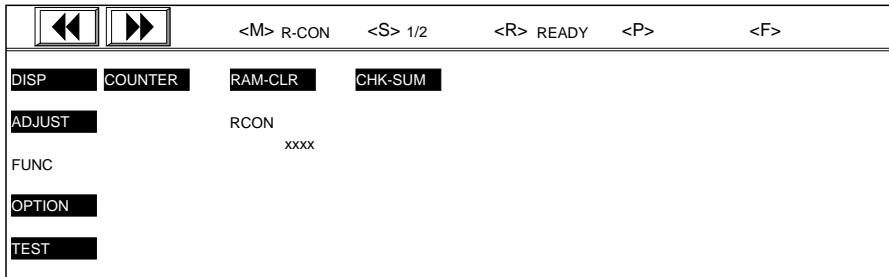 <M> R-CON <S> 1/2 <R> READY <P> <F>
DISP COUNTER RAM-CLR CHK-SUM
ADJUST RCON
xxxx
FUNC
OPTION
TEST